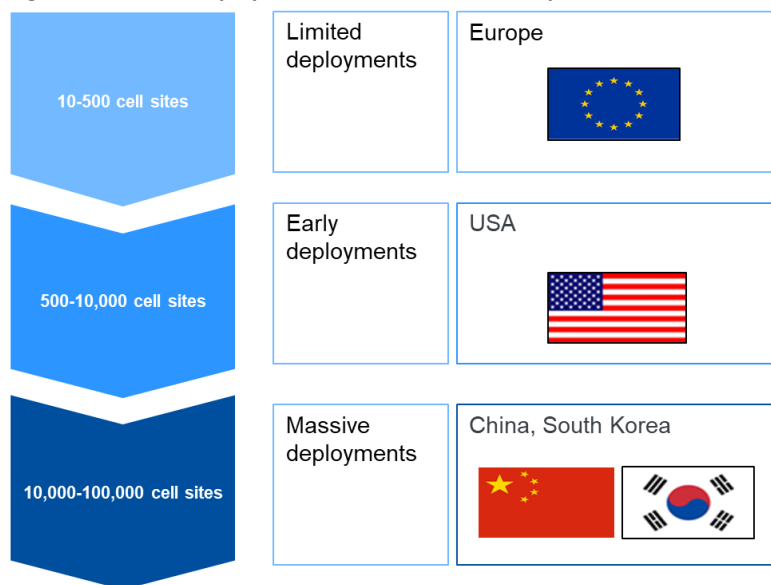 10-500 cell sites
Limited
deployments
Europe
500-10,000 cell sites
Early
deployments
USA
10,000-100,000 cell sites
Massive
deployments
China, South Korea